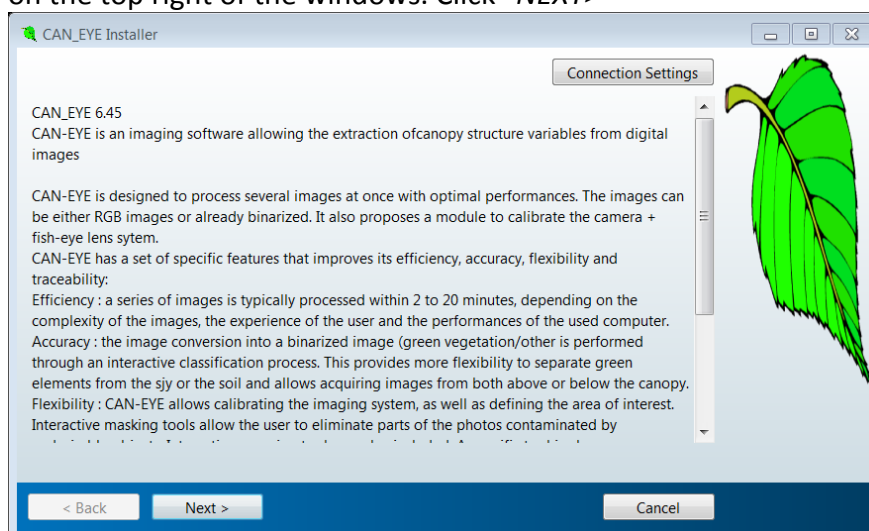 on the top right of the windows. Click "NEXT>"
CAN_EYE Installer
Connection Settings
CAN_EYE 6.45
CAN-EYE is an imaging software allowing the extraction ofcanopy structure variables from digital
images
CAN-EYE is designed to process several images at once with optimal performances. The images can
be either RGB images or already binarized. It also proposes a module to calibrate the camera +
fish-eye lens sytem.
CAN-EYE has a set of specific features that improves its efficiency, accuracy, flexibility and
traceability:
Efficiency : a series of images is typically processed within 2 to 20 minutes, depending on the
complexity of the images, the experience of the user and the performances of the used computer.
Accuracy : the image conversion into a binarized image (green vegetation/other is performed
through an interactive classification process. This provides more flexibility to separate green
elements from the sjy or the soil and allows acquiring images from both above or below the canopy.
Flexibility : CAN-EYE allows calibrating the imaging system, as well as defining the area of interest.
Interactive masking tools allow the user to eliminate parts of the photos contaminated by
< Back
Next >
Cancel